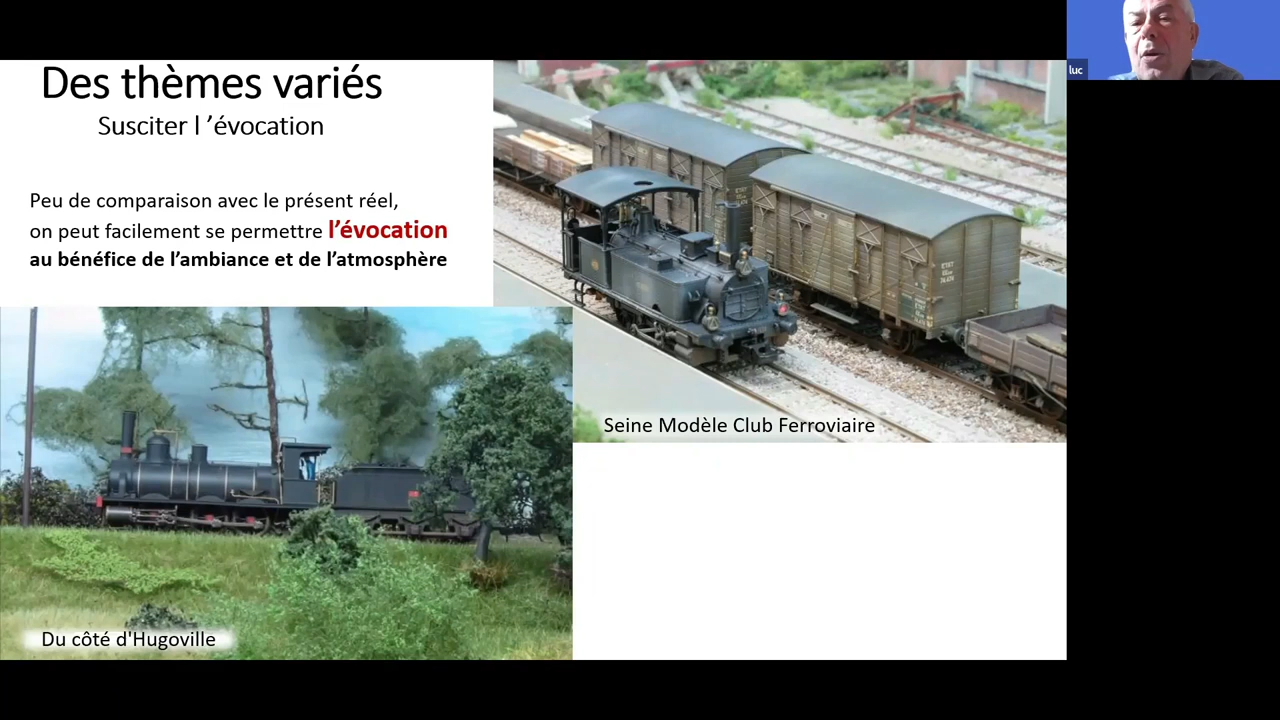 Des thèmes variés
Susciter l ’évocation
Peu de comparaison avec le présent réel,
on peut facilement se permettre l’évocation
au bénéfice de l’ambiance et de l’atmosphère
Seine Modèle Club Ferroviaire
Du côté d'Hugoville
luc
ETAT